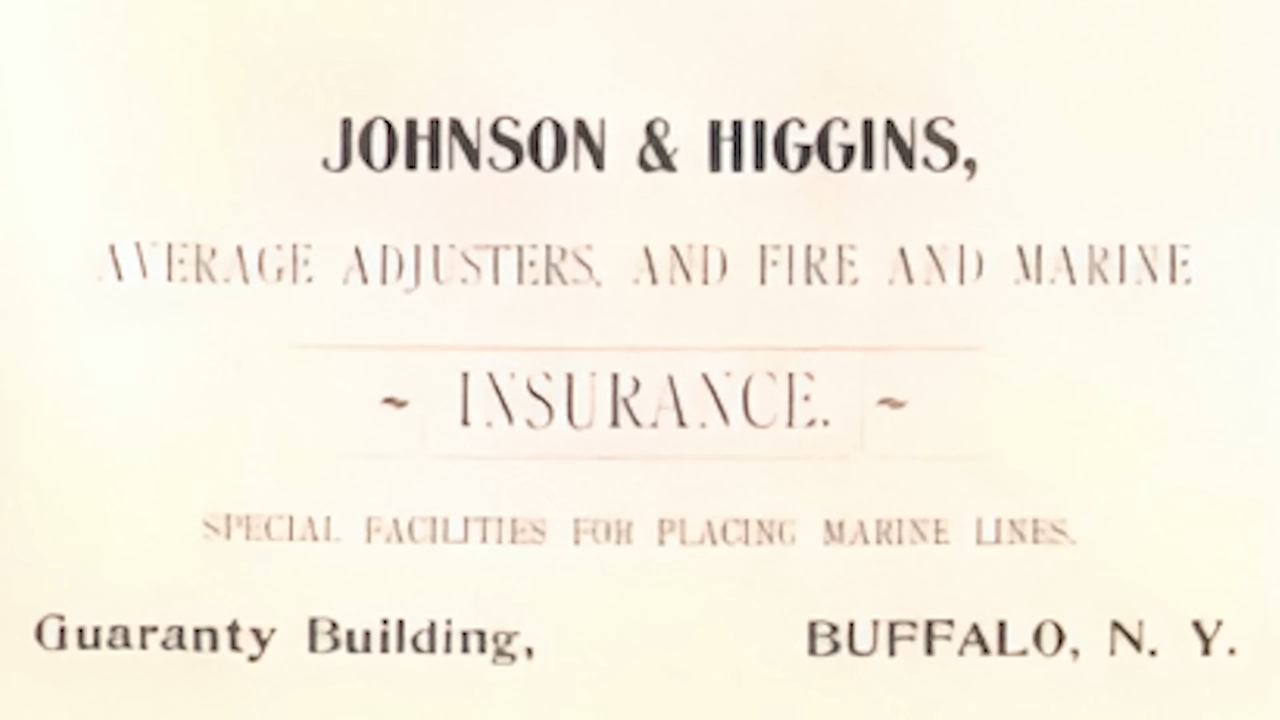 JOHNSON & HIGGINS,
AVERAGE ADJUSTERS, AND FIRE AND MARINE
~ INSURANCE. ~
SPECIAL FACILITIES FOR PLACING MARINE LINES.
Guaranty Building, BUFFALO, N. Y.